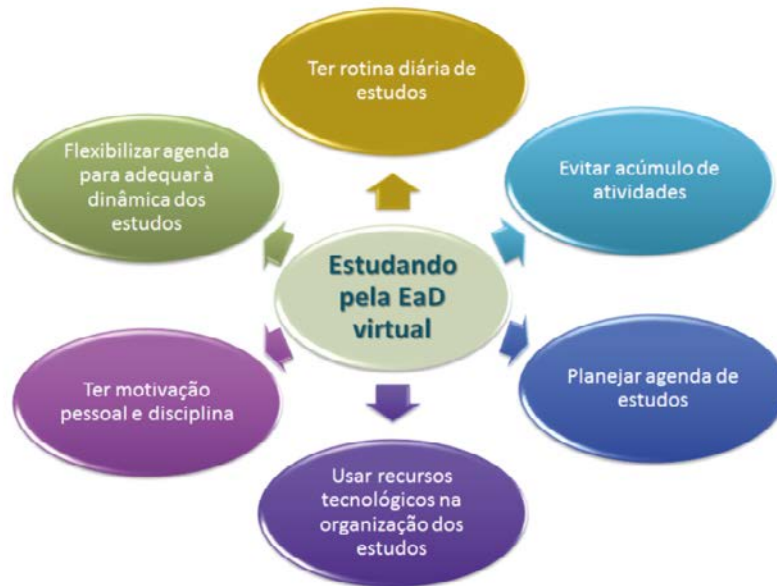 Ter rotina diária de
estudos
Evitar acúmulo de
atividades
Planejar agenda de
estudos
Usar recursos
tecnológicos na
organização dos
estudos
Ter motivação
pessoal e disciplina
Flexibilizar agenda
para adequar à
dinâmica dos
estudos
Estudando
pela EaD
virtual